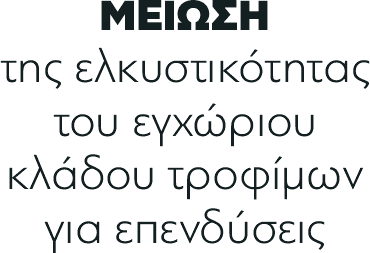 ΜΕΙΩΣΗ
της ελκυστικότητας
του εγχώριου
κλάδου τροφίμων
για επενδύσεις